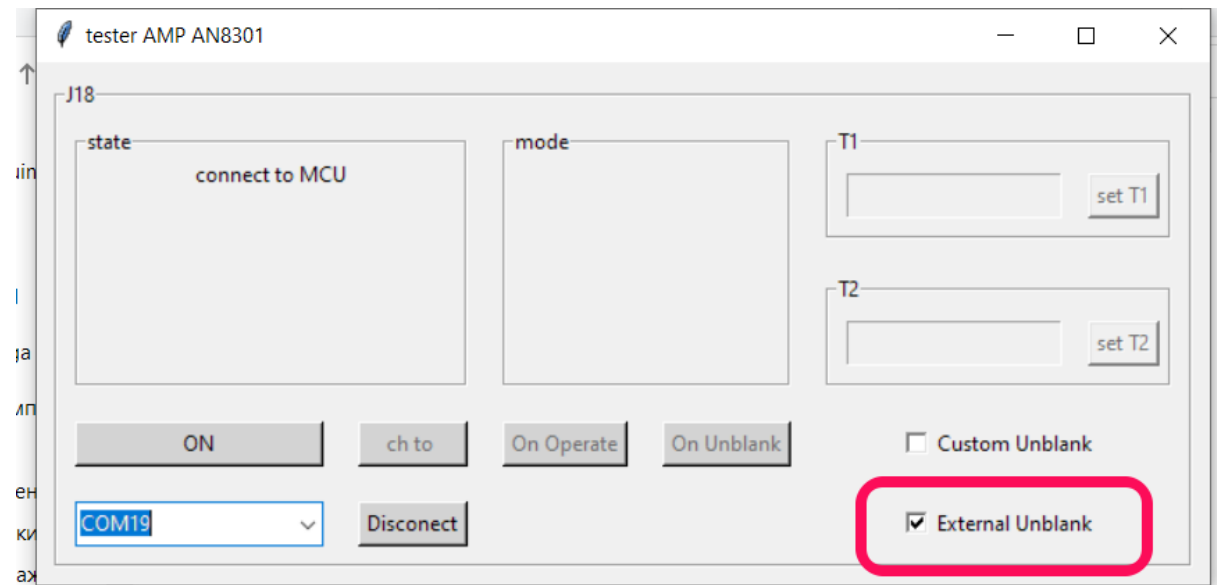 tester AMP AN8301
J18
state
connect to MCU
mode
T1
set T1
T2
set T2
ON
ch to
On Operate
On Unblank
Custom Unblank
COM19
Disconect
External Unblank